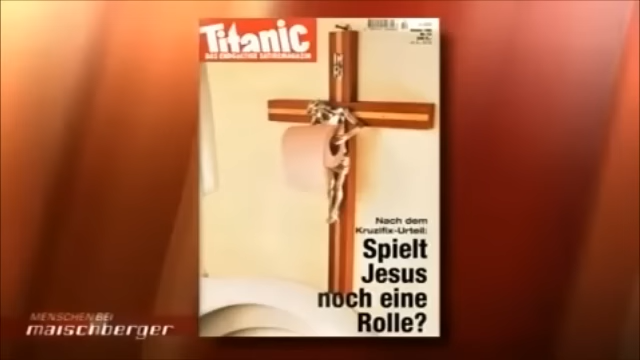 Titanic
DAS ENDGÜLTIGE SATIREMAGAZIN
Nach dem
Kruzifix-Urteil:
Spielt
Jesus
noch eine
Rolle?
MENSCHEN BEI
maischberger